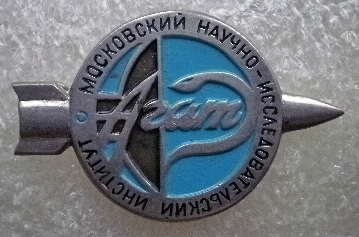 МОСКОВСКИЙ НАУЧНО-ИССЛЕДОВАТЕЛЬСКИЙ ИНСТИТУТ
Агат